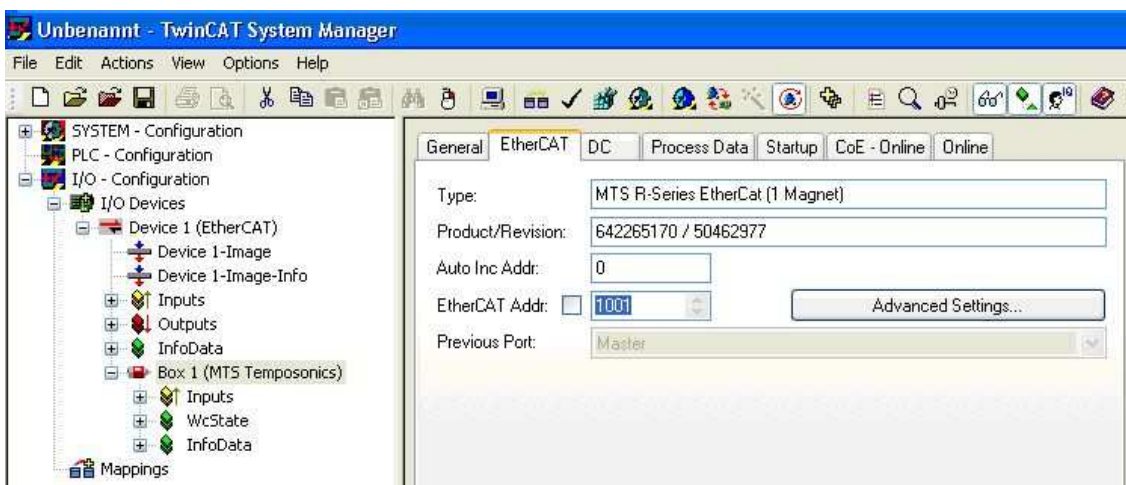 Unbenannt - TwinCAT System Manager
File Edit Actions View Options Help
SYSTEM - Configuration
PLC - Configuration
I/O - Configuration
I/O Devices
Device 1 (EtherCAT)
Device 1-Image
Device 1-Image-Info
Inputs
Outputs
InfoData
Box 1 (MTS Temposonics)
Inputs
WcState
InfoData
Mappings
General EtherCAT DC Process Data Startup CoE - Online Online
Type: MTS R-Series EtherCat (1 Magnet)
Product/Revision: 642265170 / 50462977
Auto Inc Addr: 0
EtherCAT Addr: 1001 Advanced Settings...
Previous Port: Master